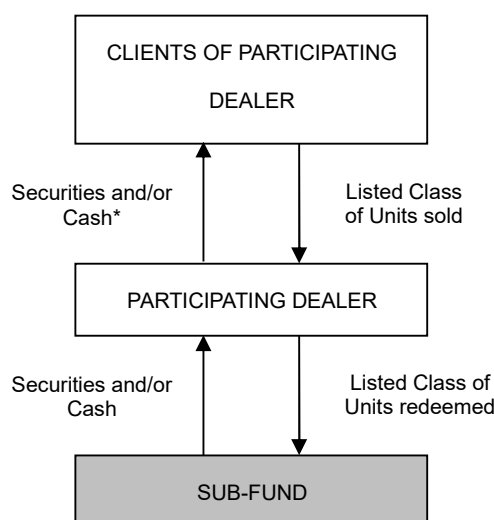 CLIENTS OF PARTICIPATING
DEALER
Securities and/or
Cash*
Listed Class
of Units sold
PARTICIPATING DEALER
Securities and/or
Cash
Listed Class of
Units redeemed
SUB-FUND